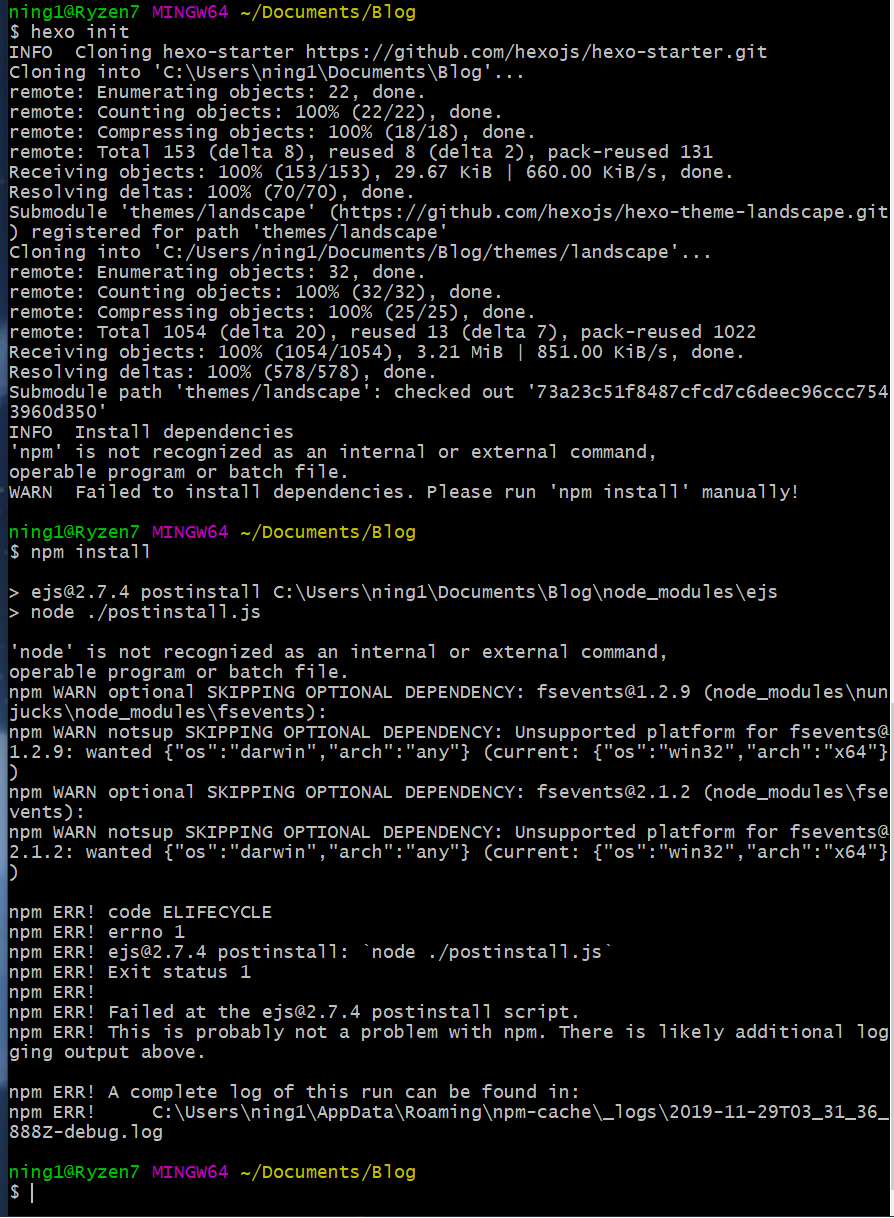 ning1@Ryzen7 MINGW64 ~/Documents/Blog
$ hexo init
INFO  Cloning hexo-starter https://github.com/hexojs/hexo-starter.git
Cloning into 'C:\Users\ning1\Documents\Blog'...
remote: Enumerating objects: 22, done.
remote: Counting objects: 100% (22/22), done.
remote: Compressing objects: 100% (18/18), done.
remote: Total 153 (delta 8), reused 8 (delta 2), pack-reused 131
Receiving objects: 100% (153/153), 29.67 KiB | 660.00 KiB/s, done.
Resolving deltas: 100% (70/70), done.
Submodule 'themes/landscape' (https://github.com/hexojs/hexo-theme-landscape.git
) registered for path 'themes/landscape'
Cloning into 'C:/Users/ning1/Documents/Blog/themes/landscape'...
remote: Enumerating objects: 32, done.
remote: Counting objects: 100% (32/32), done.
remote: Compressing objects: 100% (25/25), done.
remote: Total 1054 (delta 20), reused 13 (delta 7), pack-reused 1022
Receiving objects: 100% (1054/1054), 3.21 MiB | 851.00 KiB/s, done.
Resolving deltas: 100% (578/578), done.
Submodule path 'themes/landscape': checked out '73a23c51f8487cfcd7c6deec96ccc754
3960d350'
INFO  Install dependencies
'npm' is not recognized as an internal or external command,
operable program or batch file.
WARN  Failed to install dependencies. Please run 'npm install' manually!
ning1@Ryzen7 MINGW64 ~/Documents/Blog
$ npm install
> ejs@2.7.4 postinstall C:\Users\ning1\Documents\Blog\node_modules\ejs
> node ./postinstall.js
'node' is not recognized as an internal or external command,
operable program or batch file.
npm WARN optional SKIPPING OPTIONAL DEPENDENCY: fsevents@1.2.9 (node_modules\nun
jucks\node_modules\fsevents):
npm WARN notsup SKIPPING OPTIONAL DEPENDENCY: Unsupported platform for fsevents@
1.2.9: wanted {"os":"darwin","arch":"any"} (current: {"os":"win32","arch":"x64"}
)
npm WARN optional SKIPPING OPTIONAL DEPENDENCY: fsevents@2.1.2 (node_modules\fse
vents):
npm WARN notsup SKIPPING OPTIONAL DEPENDENCY: Unsupported platform for fsevents@
2.1.2: wanted {"os":"darwin","arch":"any"} (current: {"os":"win32","arch":"x64"}
)
npm ERR! code ELIFECYCLE
npm ERR! errno 1
npm ERR! ejs@2.7.4 postinstall: `node ./postinstall.js`
npm ERR! Exit status 1
npm ERR!
npm ERR! Failed at the ejs@2.7.4 postinstall script.
npm ERR! This is probably not a problem with npm. There is likely additional log
ging output above.
npm ERR! A complete log of this run can be found in:
npm ERR!     C:\Users\ning1\AppData\Roaming\npm-cache\_logs\2019-11-29T03_31_36_
888Z-debug.log
ning1@Ryzen7 MINGW64 ~/Documents/Blog
$